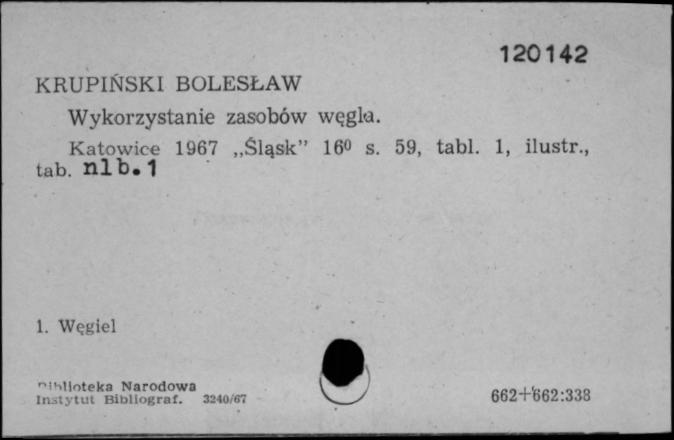 120142
KRUPIŃSKI BOLESŁAW
Wykorzystanie zasobów węgla.
Katowice 1967 „Śląsk” 16⁰ s. 59, tabl. 1, ilustr.,
tab. nlb.1
1. Węgiel
Biblioteka Narodowa
Instytut Bibliograf. 3240/67
662+662:338